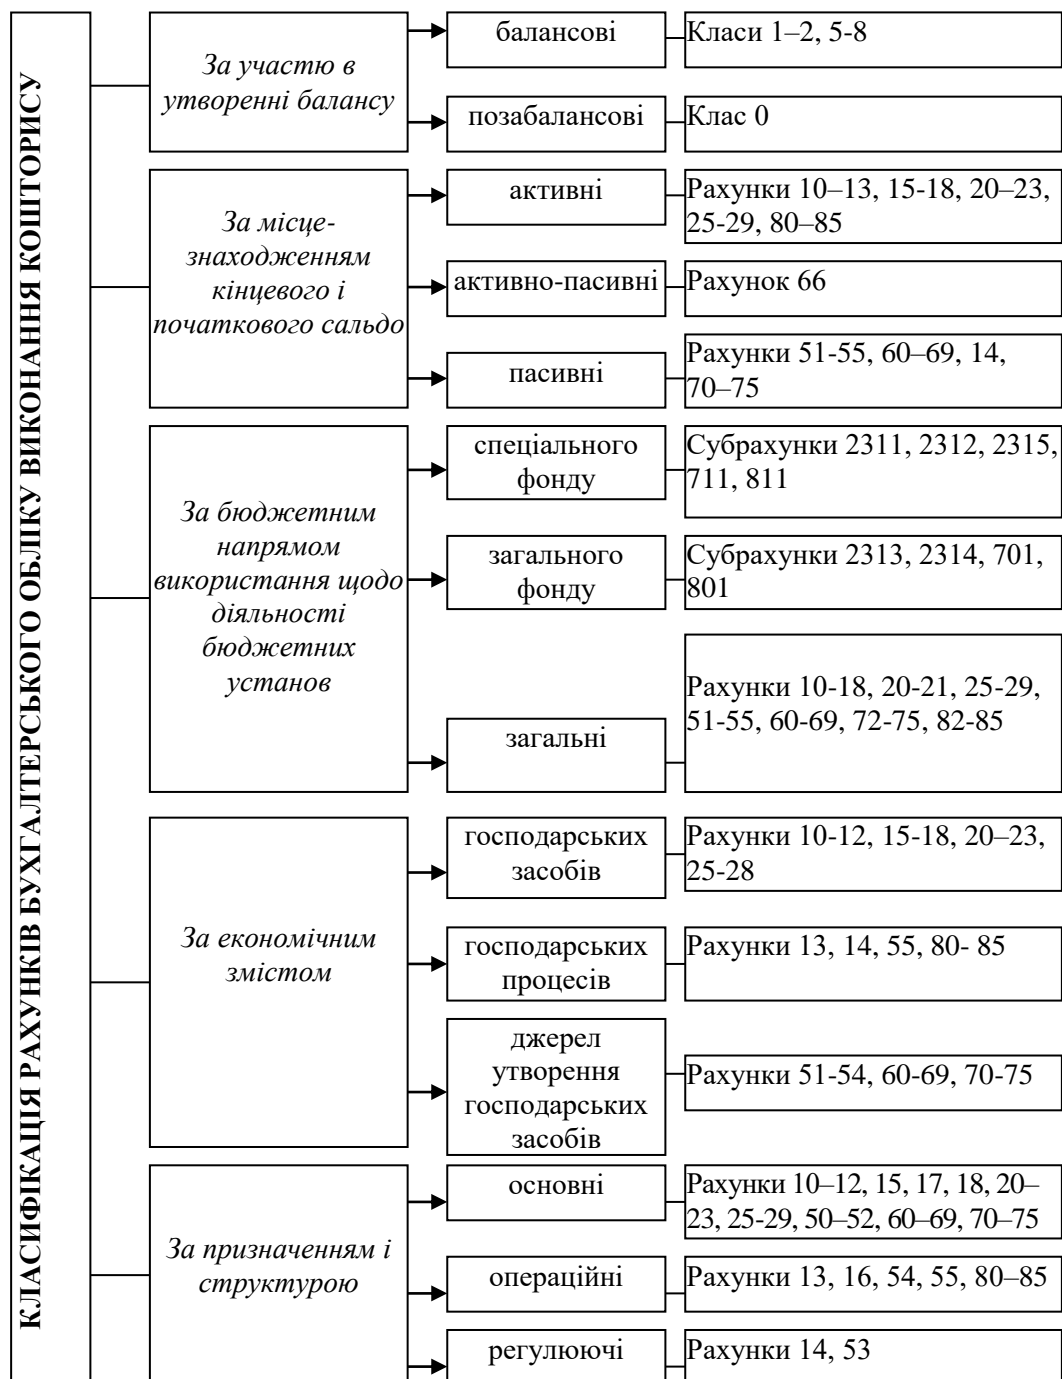 КЛАСИФІКАЦІЯ РАХУНКІВ БУХГАЛТЕРСЬКОГО ОБЛІКУ ВИКОНАННЯ КОШТОРИСУ
За участю в
утворенні балансу
балансові
Класи 1–2, 5-8
позабалансові
Клас 0
За місце-
знаходженням
кінцевого і
початкового сальдо
активні
Рахунки 10–13, 15-18, 20–23,
25-29, 80–85
активно-пасивні
Рахунок 66
пасивні
Рахунки 51-55, 60–69, 14,
70–75
За бюджетним
напрямом
використання щодо
діяльності
бюджетних
установ
спеціального
фонду
Субрахунки 2311, 2312, 2315,
711, 811
загального
фонду
Субрахунки 2313, 2314, 701,
801
загальні
Рахунки 10-18, 20-21, 25-29,
51-55, 60-69, 72-75, 82-85
За економічним
змістом
господарських
засобів
Рахунки 10-12, 15-18, 20–23,
25-28
господарських
процесів
Рахунки 13, 14, 55, 80- 85
джерел
утворення
господарських
засобів
Рахунки 51-54, 60-69, 70-75
За призначенням і
структурою
основні
Рахунки 10–12, 15, 17, 18, 20–
23, 25-29, 50–52, 60–69, 70–75
операційні
Рахунки 13, 16, 54, 55, 80–85
регулюючі
Рахунки 14, 53